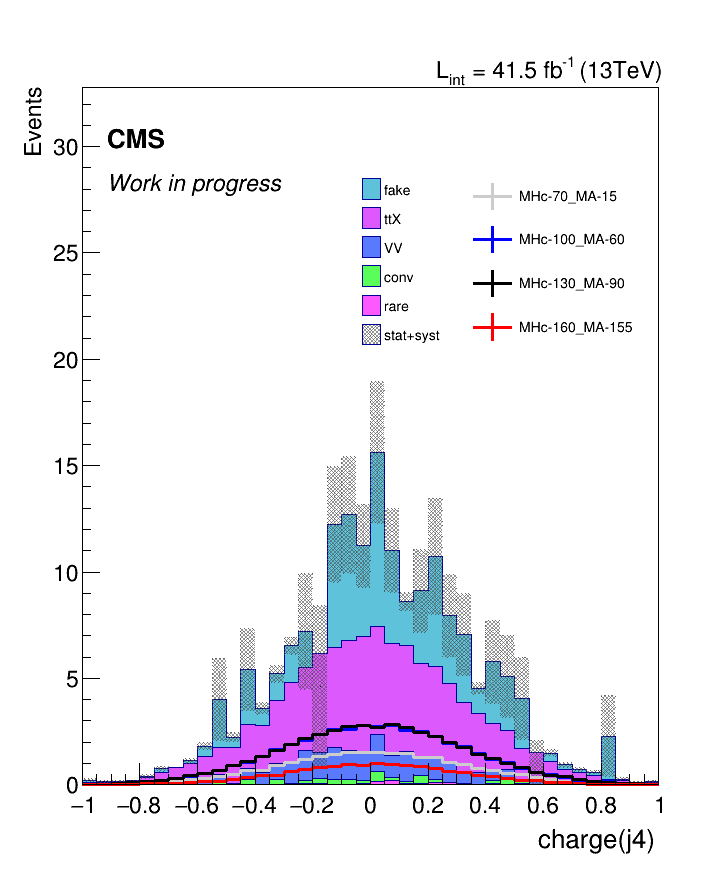 L_int = 41.5 fb^-1 (13TeV)
Events
CMS
Work in progress
fake
ttX
VV
conv
rare
stat+syst
MHc-70_MA-15
MHc-100_MA-60
MHc-130_MA-90
MHc-160_MA-155
30
25
20
15
10
5
0
−1 −0.8 −0.6 −0.4 −0.2 0 0.2 0.4 0.6 0.8 1
charge(j4)